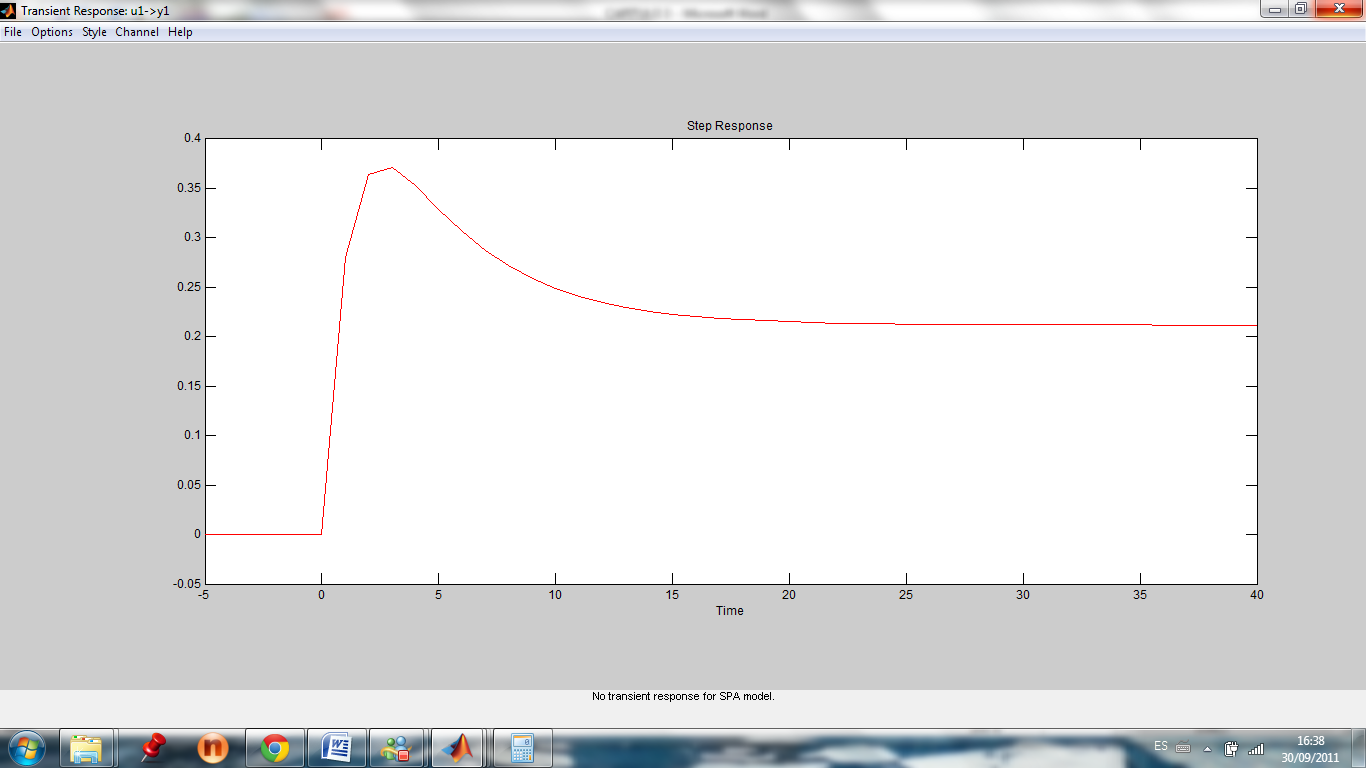 Transient Response: u1->y1
File Options Style Channel Help
Step Response
0.4
0.35
0.3
0.25
0.2
0.15
0.1
0.05
0
-0.05
-5 0 5 10 15 20 25 30 35 40
Time
No transient response for SPA model.
ES 16:38
30/09/2011